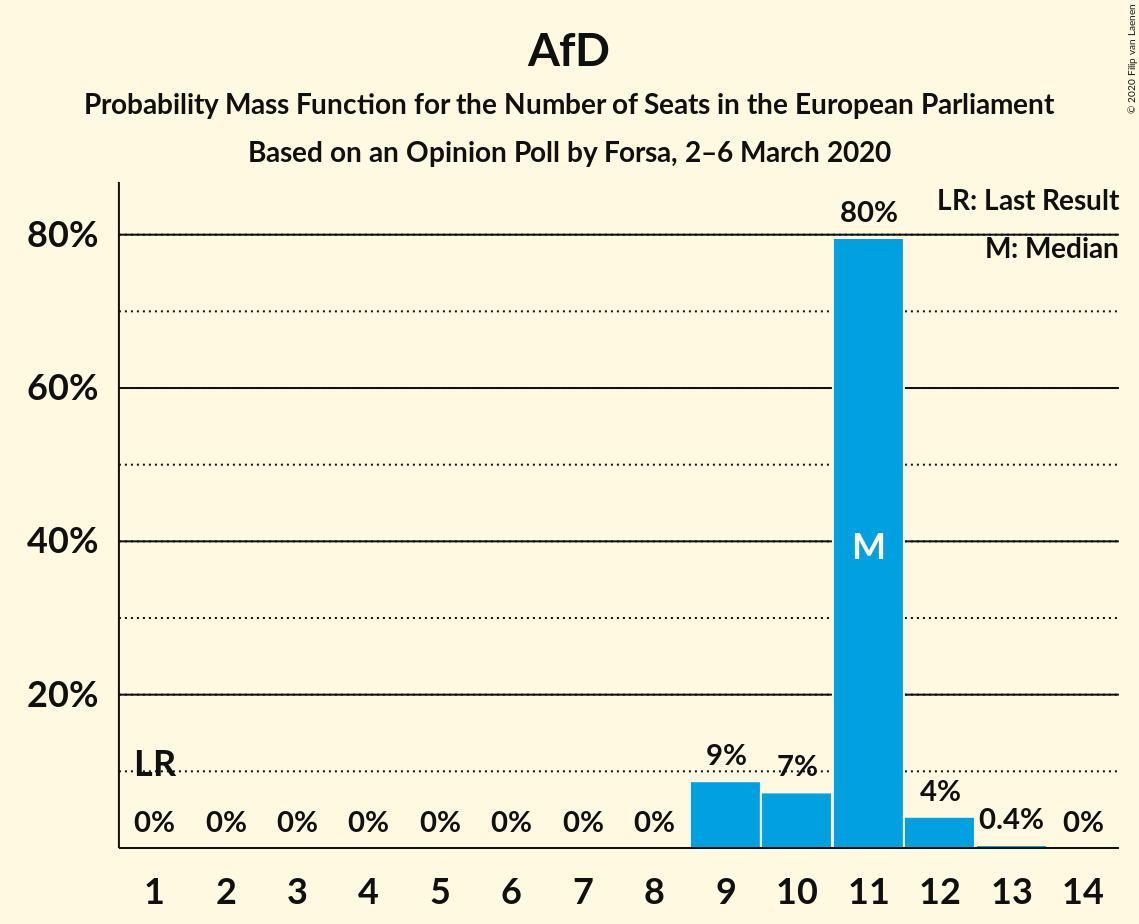 AfD
Probability Mass Function for the Number of Seats in the European Parliament
Based on an Opinion Poll by Forsa, 2–6 March 2020
© 2020 Filip van Laenen
LR: Last Result
M: Median
80%
60%
40%
20%
LR
0%
0%
0%
0%
0%
0%
0%
0%
9%
7%
80%
M
4%
0.4%
0%
1 2 3 4 5 6 7 8 9 10 11 12 13 14